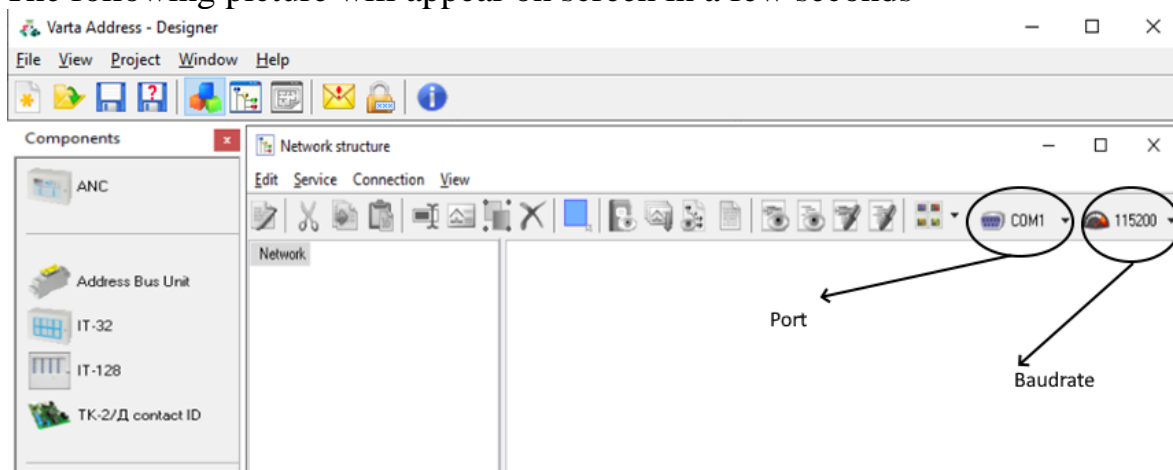 The following picture will appear on screen in a few seconds
Varta Address - Designer
File View Project Window Help
Components
Network structure
ANC
Edit Service Connection View
COM1
115200
Network
Address Bus Unit
IT-32
IT-128
ТК-2/Д contact ID
Port
Baudrate